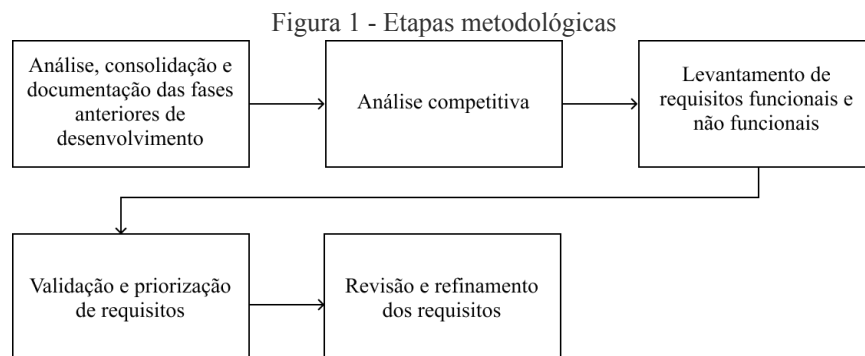 Figura 1 - Etapas metodológicas
Análise, consolidação e
documentação das fases
anteriores de
desenvolvimento
Análise competitiva
Levantamento de
requisitos funcionais e
não funcionais
Validação e priorização
de requisitos
Revisão e refinamento
dos requisitos